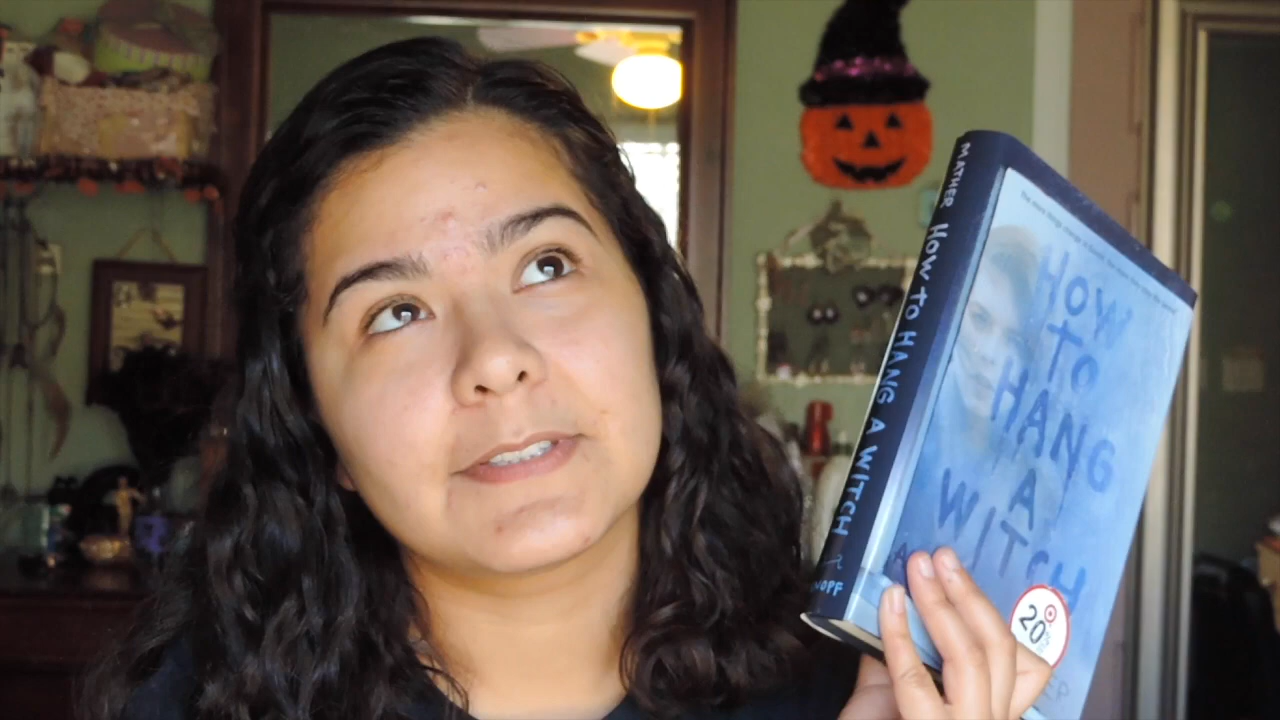 MATHER HOW TO HANG A WITCH KNOPF
HOW
TO
HANG
A
WITCH
20%